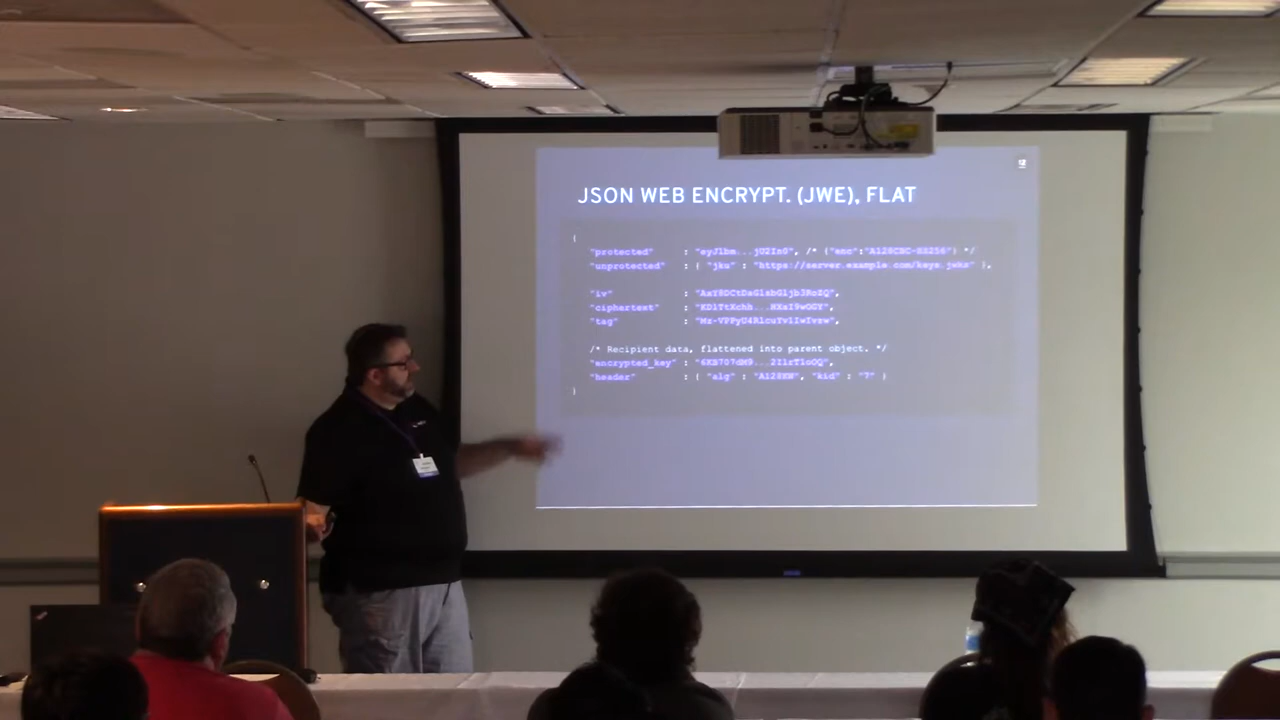 JSON WEB ENCRYPT. (JWE), FLAT
{
"protected" : "eyJlbm...jU2In0", /* {"enc":"A128CBC-HS256"} */
"unprotected" : { "jku" : "https://server.example.com/keys.jwks" },
"iv" : "AxY8DCtDaGlsbGljb3RoZQ",
"ciphertext" : "KDlTtXchh...HXaI9wOGY",
"tag" : "Mz-VPPyU4RlcuYv1IwIvzw",
/* Recipient data, flattened into parent object. */
"encrypted_key" : "6KB707dM9...2IlrT1oOQ",
"header" : { "alg" : "A128KW", "kid" : "7" }
}